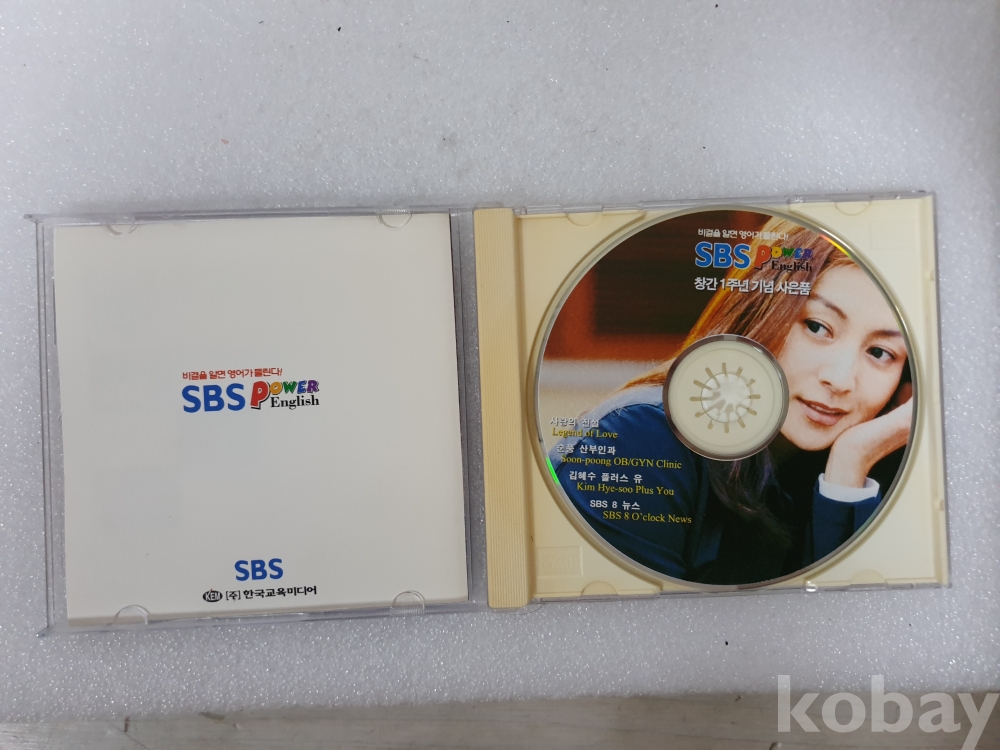 비결을 알면 영어가 들린다!
SBS POWER
English
SBS
KEM [주] 한국교육미디어
비결을 알면 영어가 들린다!
SBS POWER
English
창간 1주년 기념 사은품
사랑의 전설
Legend of Love
순풍 산부인과
Soon-poong OB/GYN Clinic
김혜수 플러스 유
Kim Hye-soo Plus You
SBS 8 뉴스
SBS 8 O'clock News
kobay